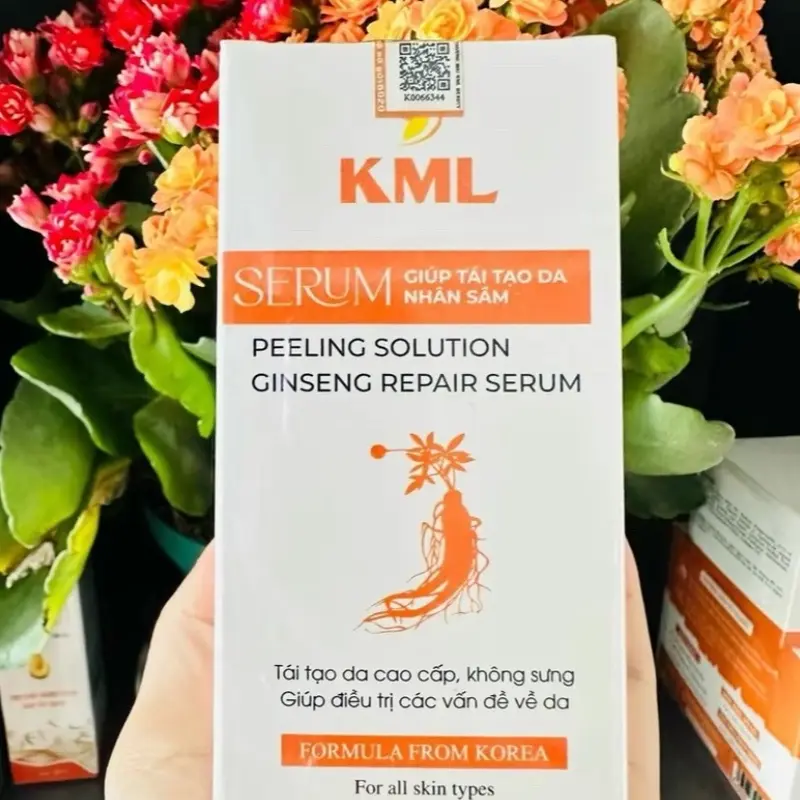 K0066344
KML
SERUM GIÚP TÁI TẠO DA
NHÂN SÂM
PEELING SOLUTION
GINSENG REPAIR SERUM
Tái tạo da cao cấp, không sưng
Giúp điều trị các vấn đề về da
FORMULA FROM KOREA
For all skin types